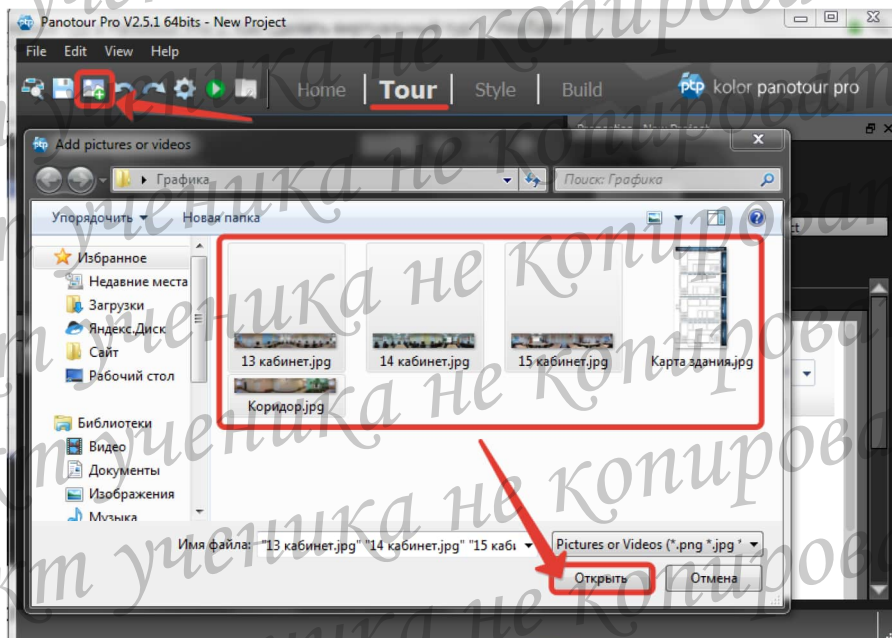 Panotour Pro V2.5.1 64bits - New Project
File Edit View Help
Home Tour Style Build ptp kolor panotour pro
Add pictures or videos
Графика
Поиск: Графика
Упорядочить Новая папка
Избранное
Недавние места
Загрузки
Яндекс.Диск
Сайт
Рабочий стол
Библиотеки
Видео
Документы
Изображения
Музыка
13 кабинет.jpg 14 кабинет.jpg 15 кабинет.jpg Карта здания.jpg
Коридор.jpg
Имя файла: "13 кабинет.jpg" "14 кабинет.jpg" "15 каби Pictures or Videos (*.png *.jpg *
Открыть Отмена
ученика не копировать